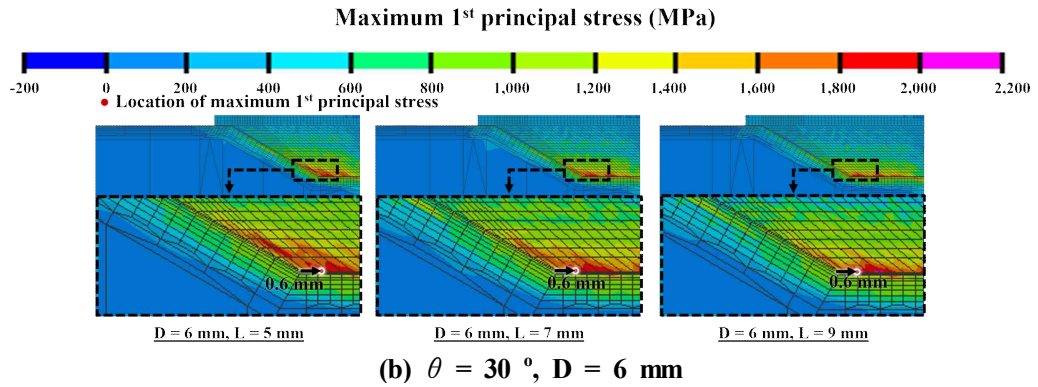 Maximum 1st principal stress (MPa)
-200 0 200 400 600 800 1,000 1,200 1,400 1,600 1,800 2,000 2,200
● Location of maximum 1st principal stress
0.6 mm 0.6 mm 0.6 mm
D = 6 mm, L = 5 mm D = 6 mm, L = 7 mm D = 6 mm, L = 9 mm
(b) θ = 30 º, D = 6 mm